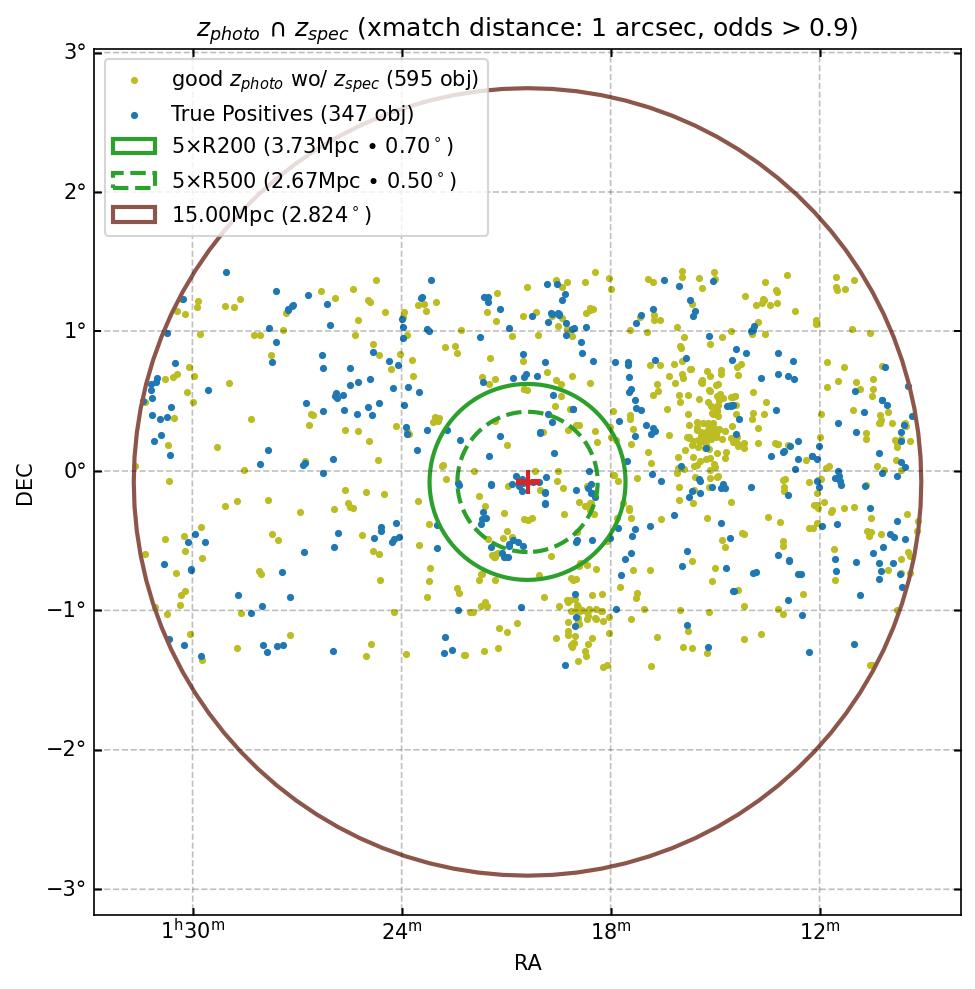 z_photo ∩ z_spec (xmatch distance: 1 arcsec, odds > 0.9)
good z_photo wo/ z_spec (595 obj)
True Positives (347 obj)
5×R200 (3.73Mpc • 0.70°)
5×R500 (2.67Mpc • 0.50°)
15.00Mpc (2.824°)
3°
2°
1°
0°
−1°
−2°
−3°
DEC
1ʰ30ᵐ
24ᵐ
18ᵐ
12ᵐ
RA